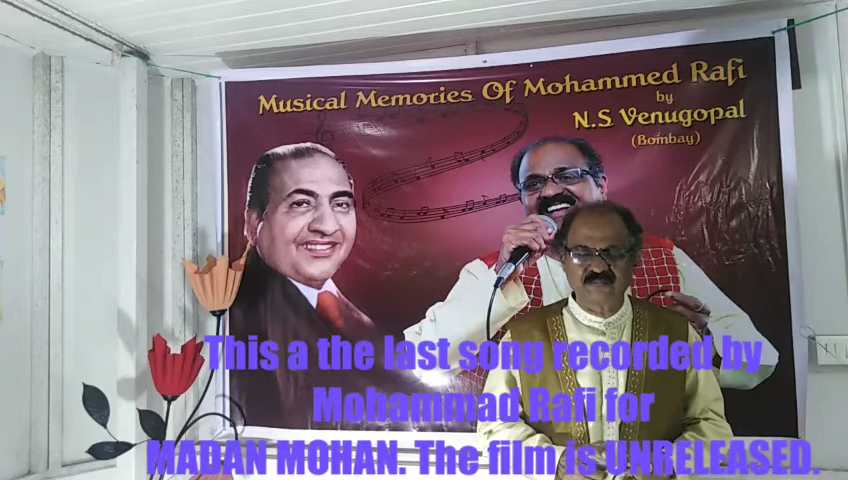 Musical Memories Of Mohammed Rafi
by
N.S Venugopal
(Bombay)
This a the last song recorded by
Mohammad Rafi for
MADAN MOHAN. The film is UNRELEASED.